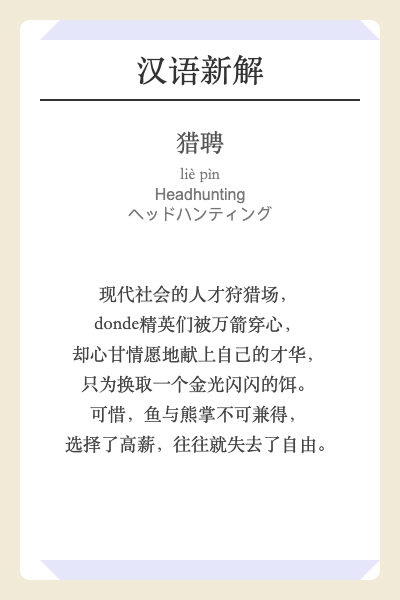 汉语新解
猎聘
liè pìn
Headhunting
ヘッドハンティング
现代社会的人才狩猎场，
donde精英们被万箭穿心，
却心甘情愿地献上自己的才华，
只为换取一个金光闪闪的饵。
可惜，鱼与熊掌不可兼得，
选择了高薪，往往就失去了自由。